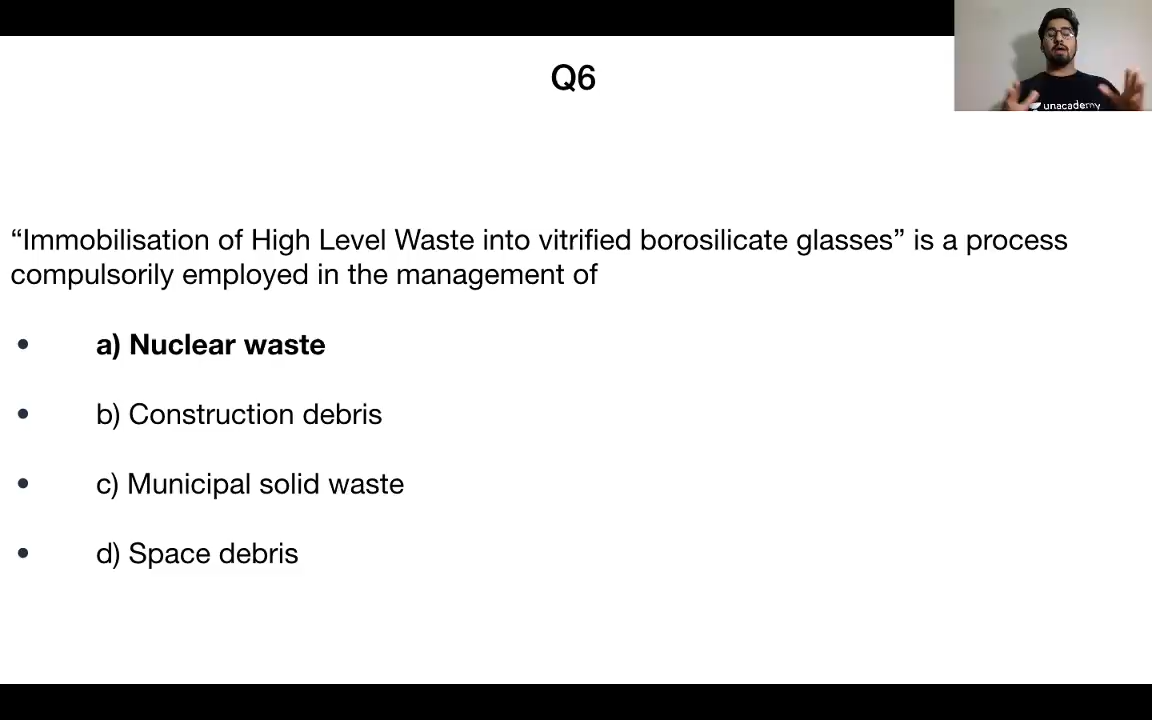 Q6
unacademy
“Immobilisation of High Level Waste into vitrified borosilicate glasses” is a process
compulsorily employed in the management of
• a) Nuclear waste
• b) Construction debris
• c) Municipal solid waste
• d) Space debris